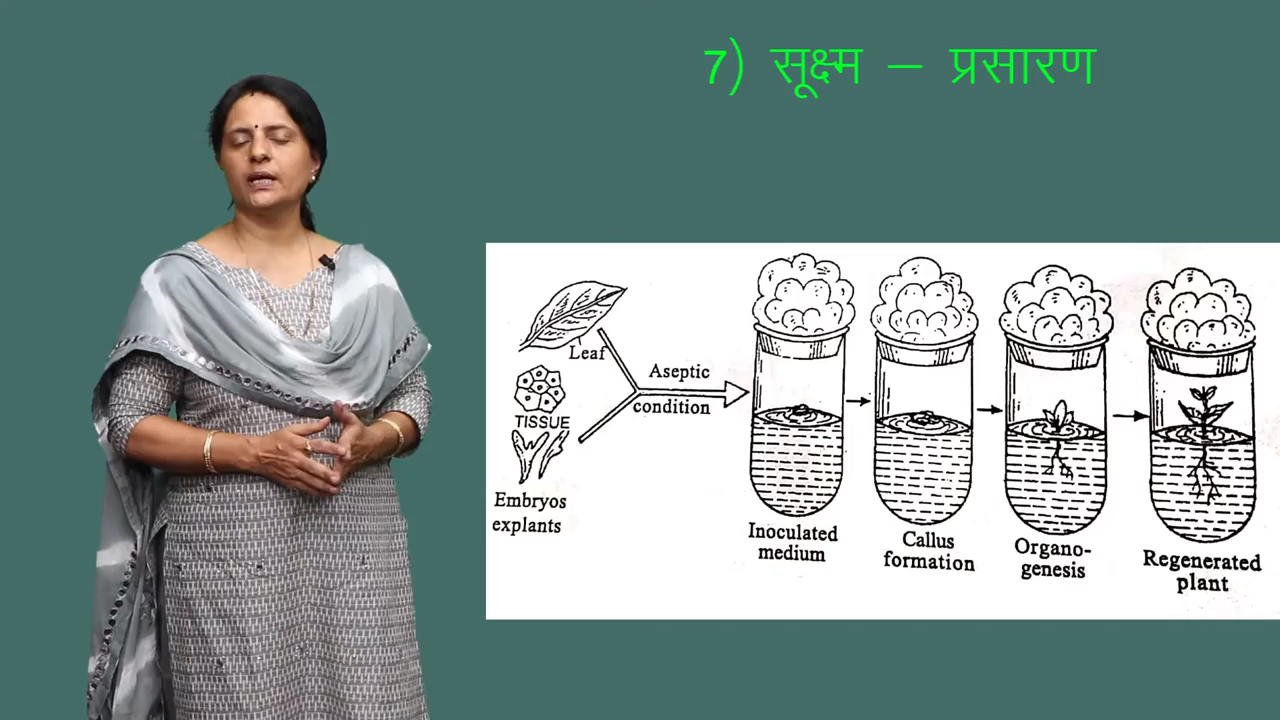 7) सूक्ष्म – प्रसारण
Leaf
TISSUE
Embryos
explants
Aseptic
condition
Inoculated
medium
Callus
formation
Organo-
genesis
Regenerated
plant